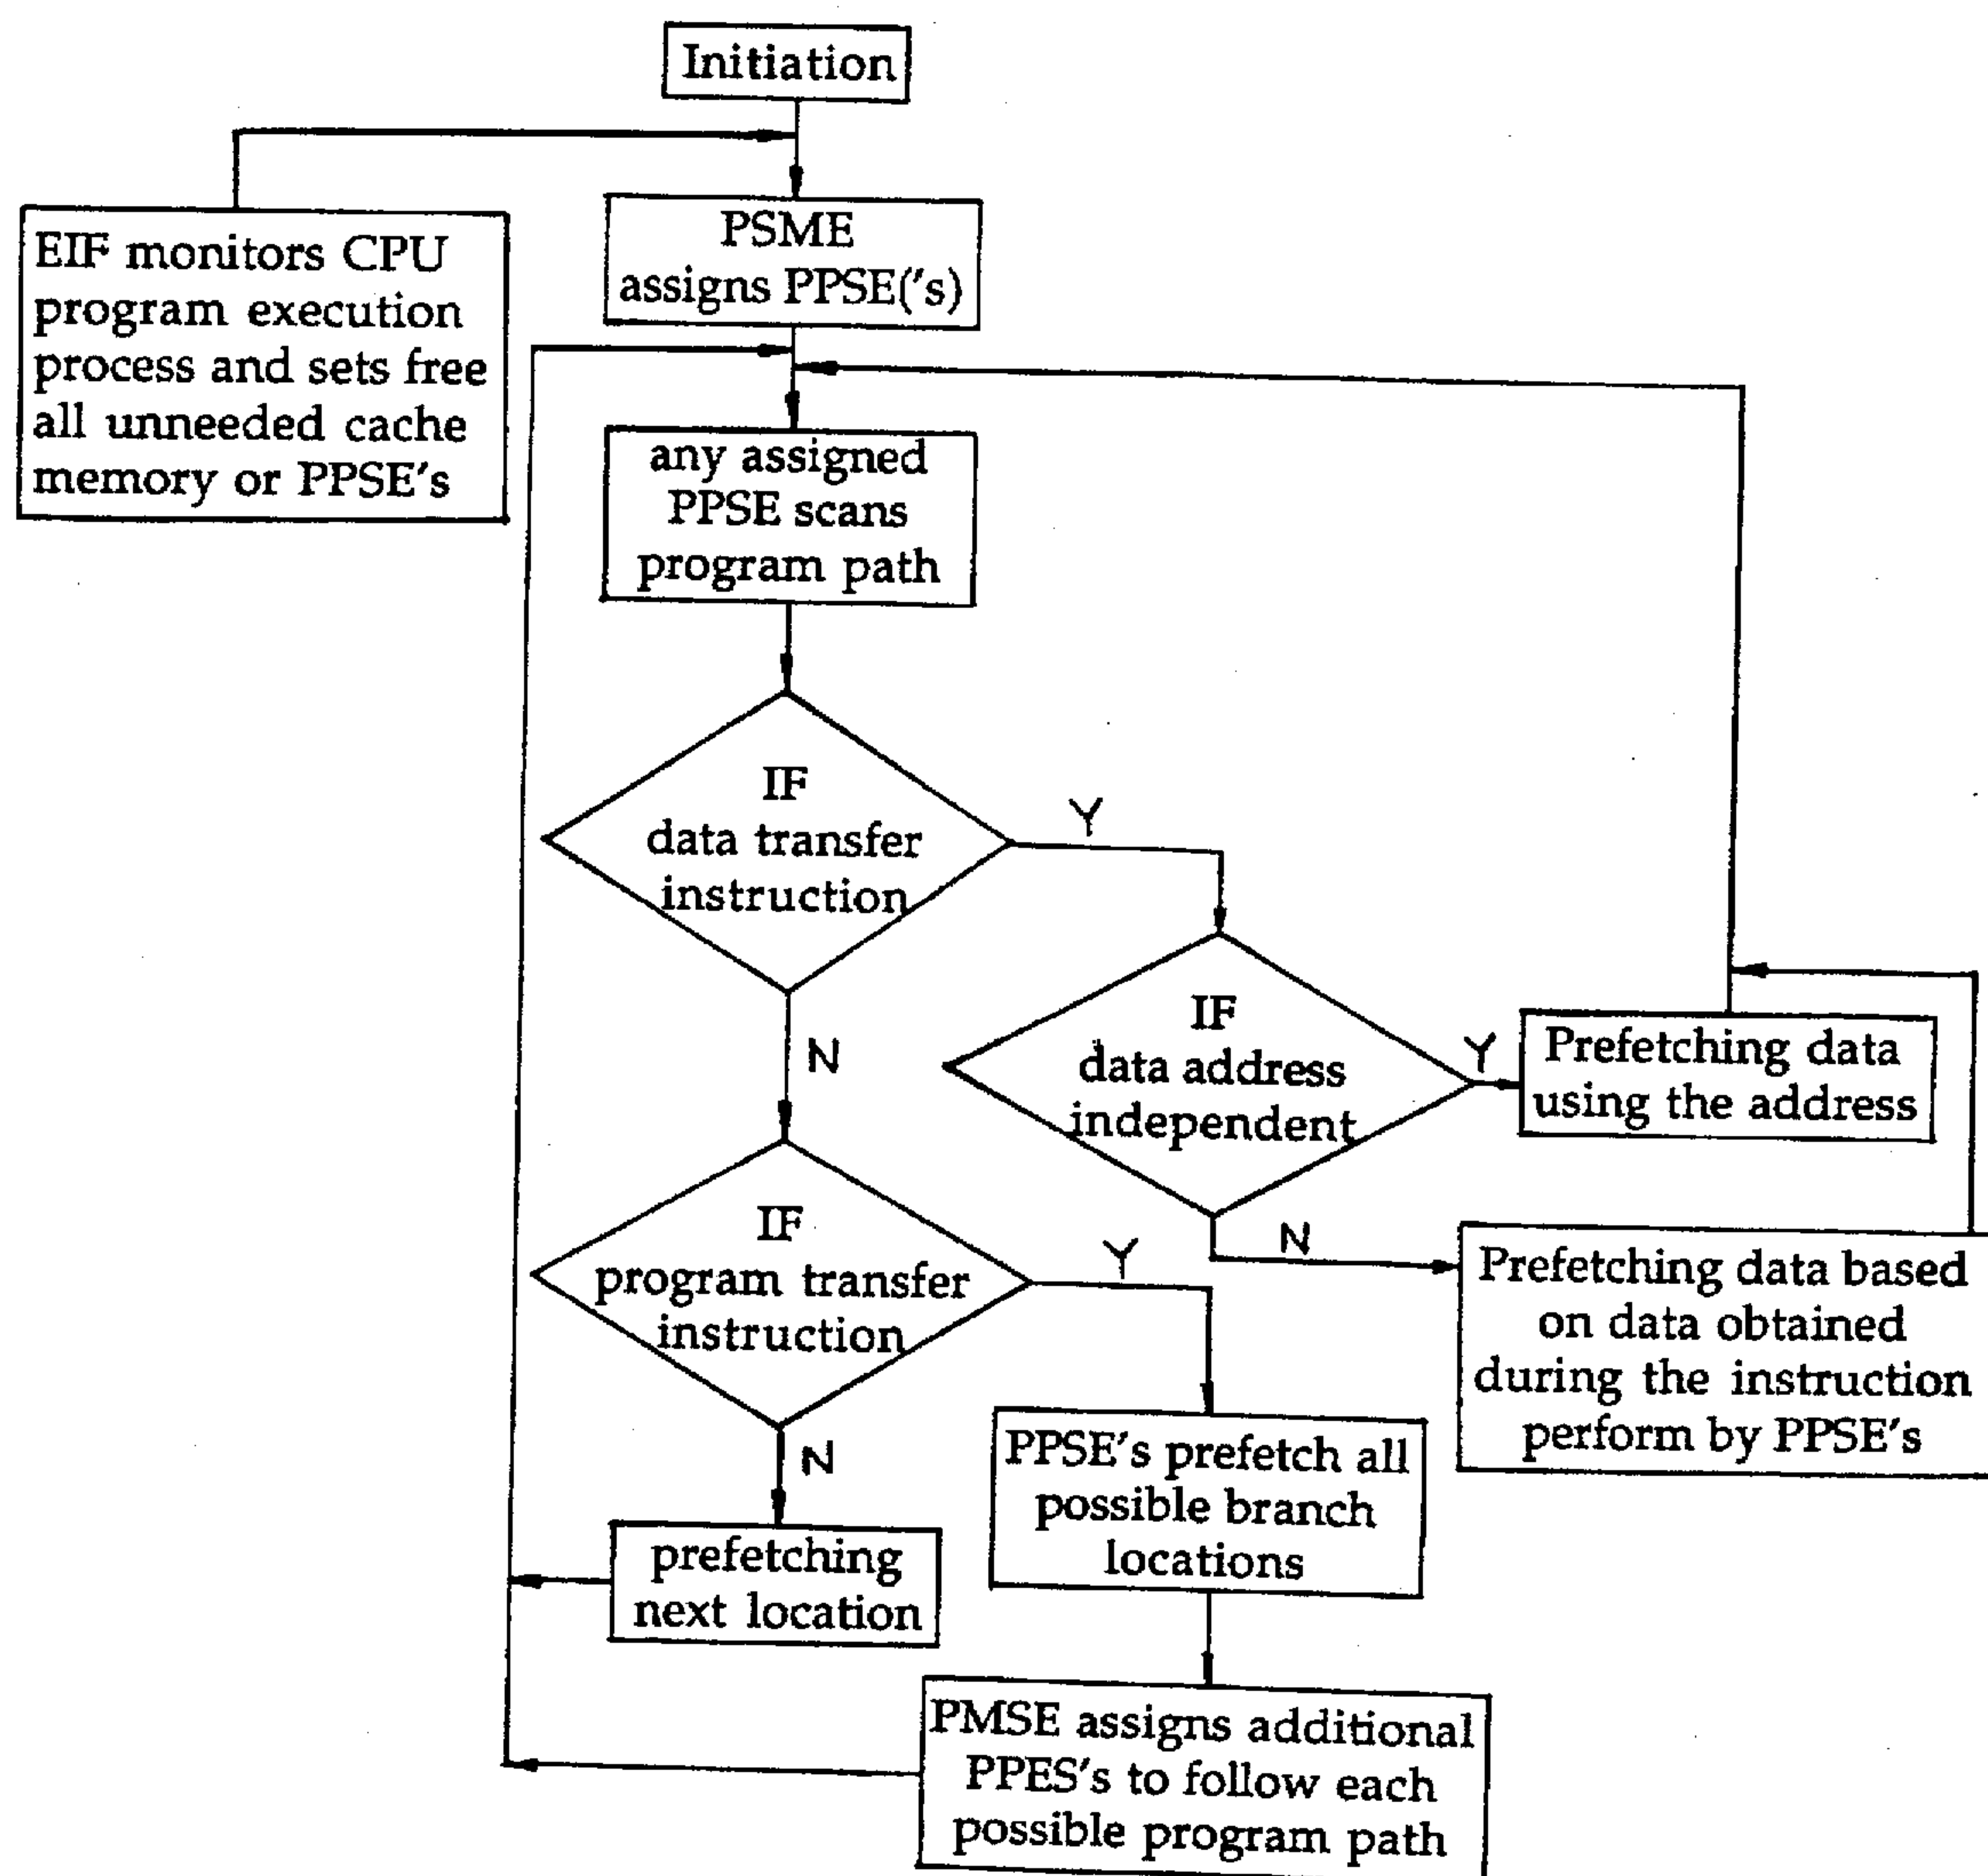 Initiation
PSME
assigns PPSE('s)
EIF monitors CPU
program execution
process and sets free
all unneeded cache
memory or PPSE's
any assigned
PPSE scans
program path
IF
data transfer
instruction
Y
N
IF
data address
independent
Y
Prefetching data
using the address
N
Prefetching data based
on data obtained
during the instruction
perform by PPSE's
IF
program transfer
instruction
Y
N
PPSE's prefetch all
possible branch
locations
prefetching
next location
PMSE assigns additional
PPES's to follow each
possible program path